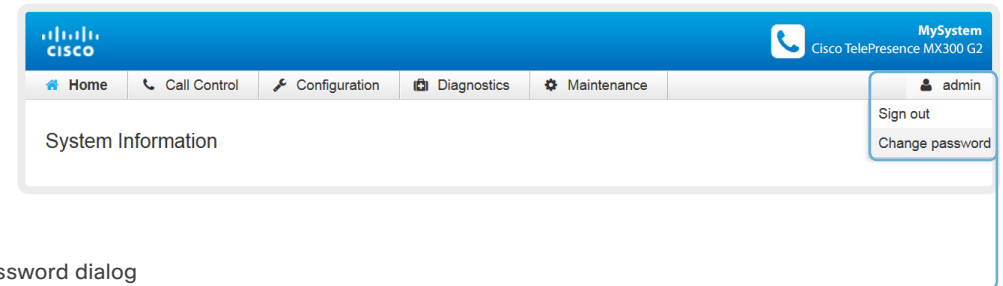 CISCO
MySystem
Cisco TelePresence MX300 G2
Home Call Control Configuration Diagnostics Maintenance admin
Sign out
System Information
Change password
dialog